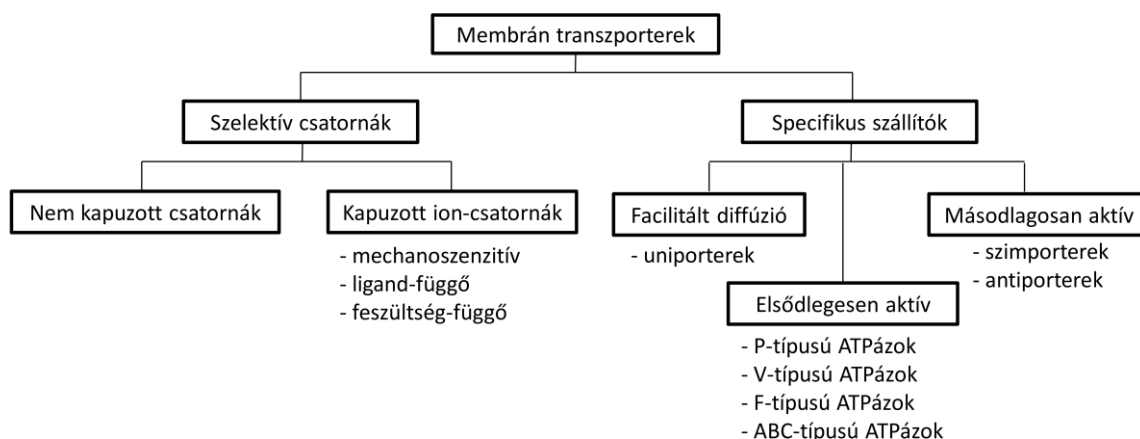 Membrán transzporterek
Szelektív csatornák
Specifikus szállítók
Nem kapuzott csatornák
Kapuzott ion-csatornák
- mechanoszenzitív
- ligand-függő
- feszültség-függő
Facilitált diffúzió
- uniporterek
Másodlagosan aktív
- szimporterek
- antiporterek
Elsődlegesen aktív
- P-típusú ATPázok
- V-típusú ATPázok
- F-típusú ATPázok
- ABC-típusú ATPázok